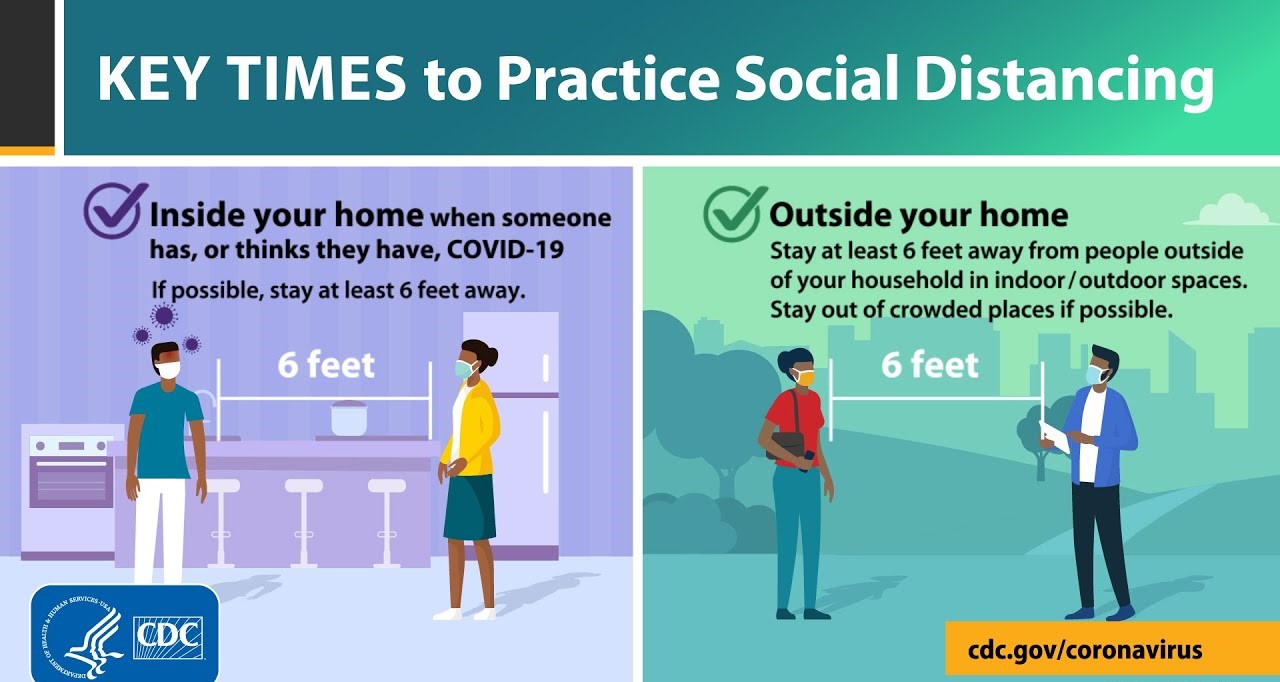 KEY TIMES to Practice Social Distancing
Inside your home when someone
has, or thinks they have, COVID-19
If possible, stay at least 6 feet away.
6 feet
Outside your home
Stay at least 6 feet away from people outside
of your household in indoor/outdoor spaces.
Stay out of crowded places if possible.
6 feet
DEPARTMENT OF HEALTH & HUMAN SERVICES·USA
CDC
cdc.gov/coronavirus